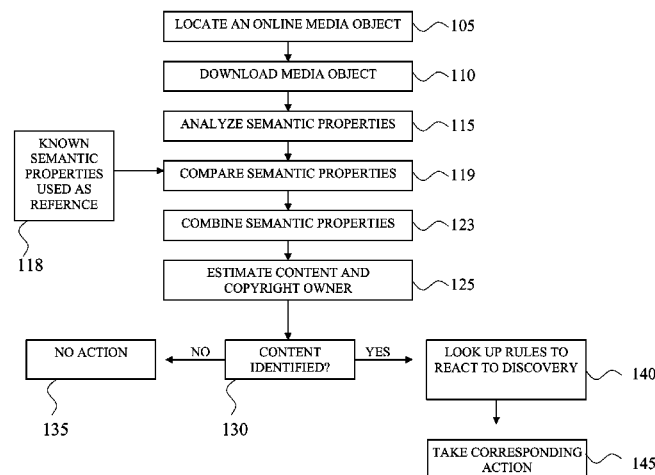 LOCATE AN ONLINE MEDIA OBJECT
105
DOWNLOAD MEDIA OBJECT
110
ANALYZE SEMANTIC PROPERTIES
115
KNOWN
SEMANTIC
PROPERTIES
USED AS
REFERNCE
118
COMPARE SEMANTIC PROPERTIES
119
COMBINE SEMANTIC PROPERTIES
123
ESTIMATE CONTENT AND
COPYRIGHT OWNER
125
NO ACTION
135
NO
CONTENT
IDENTIFIED?
130
YES
LOOK UP RULES TO
REACT TO DISCOVERY
140
TAKE CORRESPONDING
ACTION
145